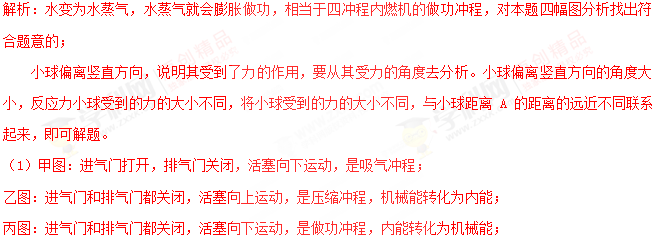 解析：水变为水蒸气，水蒸气就会膨胀做功，相当于四冲程内燃机的做功冲程，对本题四幅图分析找出符
合题意的；
小球偏离竖直方向，说明其受到了力的作用，要从其受力的角度去分析。小球偏离竖直方向的角度大
小，反应力小球受到的力的大小不同，将小球受到的力的大小不同，与小球距离 A 的距离的远近不同联系
起来，即可解题。
（1）甲图：进气门打开，排气门关闭，活塞向下运动，是吸气冲程；
乙图：进气门和排气门都关闭，活塞向上运动，是压缩冲程，机械能转化为内能；
丙图：进气门和排气门都关闭，活塞向下运动，是做功冲程，内能转化为机械能；